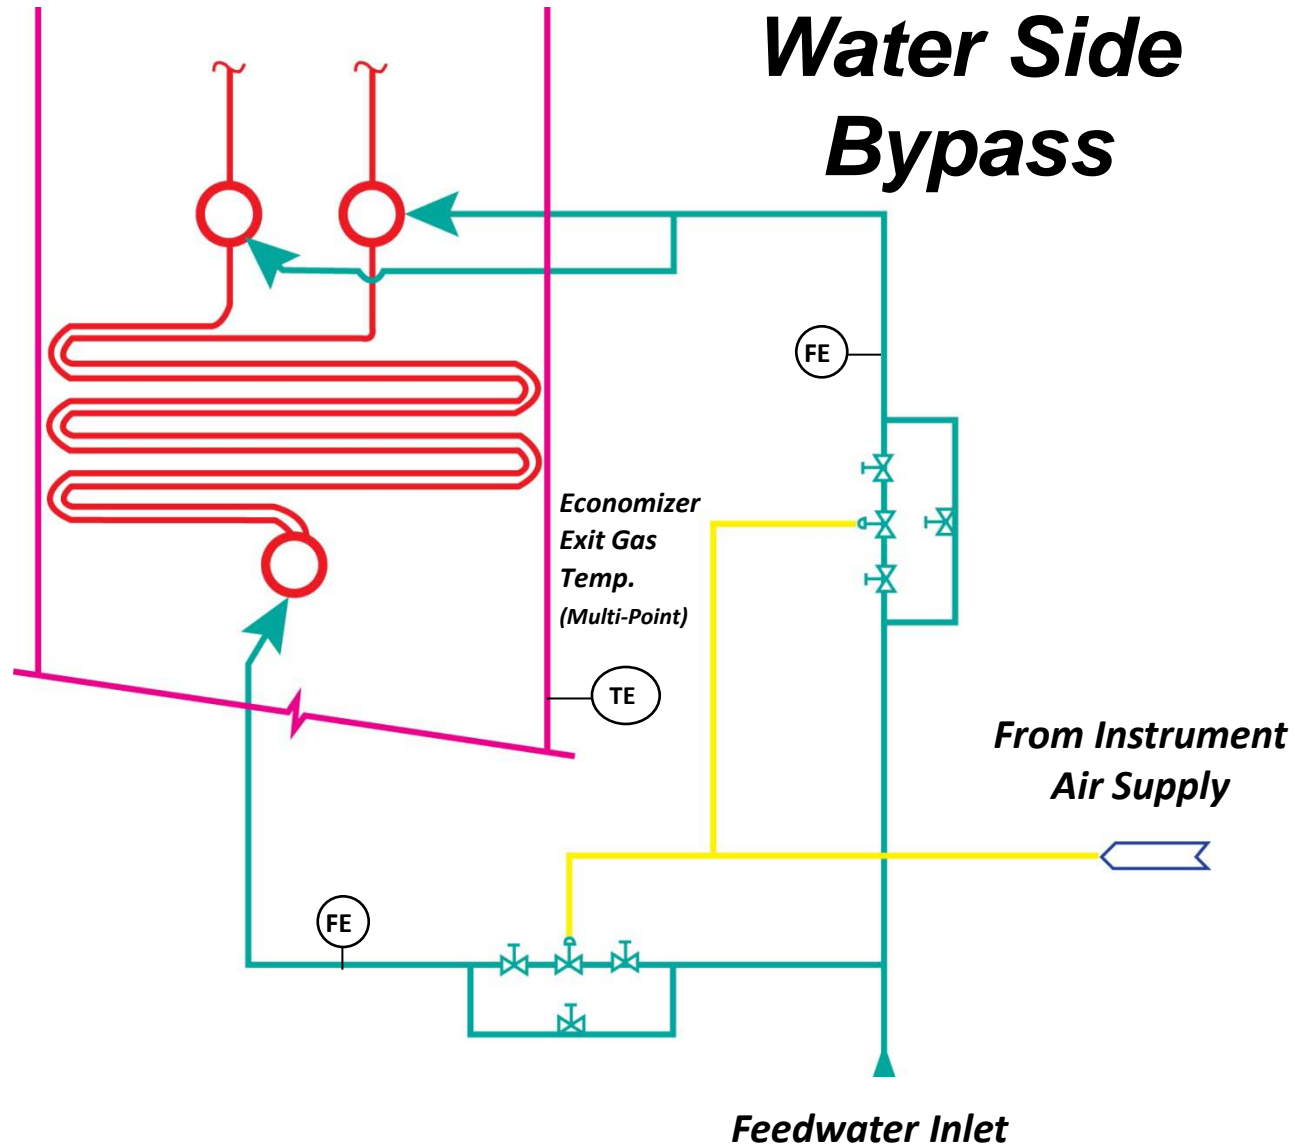 Water Side
Bypass
FE
Economizer
Exit Gas
Temp.
(Multi-Point)
TE
From Instrument
Air Supply
FE
Feedwater Inlet